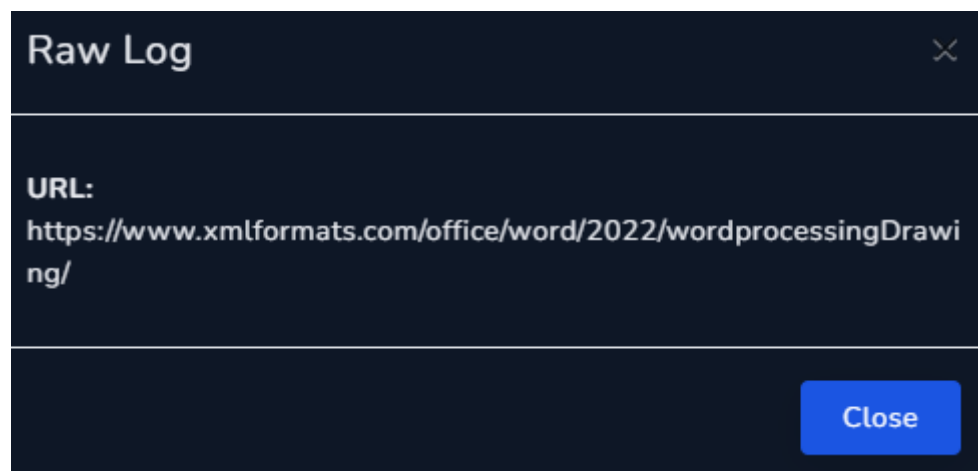 Raw Log
URL:
https://www.xmlformats.com/office/word/2022/wordprocessingDrawi
ng/
Close